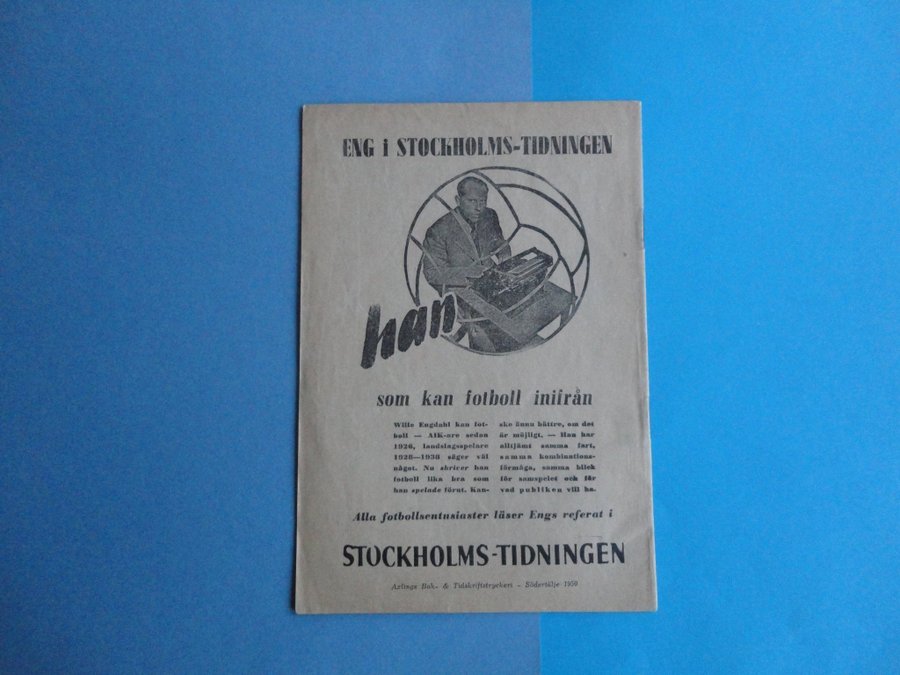 ENG i STOCKHOLMS-TIDNINGEN
han
som kan fotboll inifrån
Wille Engdahl kan fot-
boll — AIK-are sedan
1926, landslagsspelare
1928—1938 säger väl
något. Nu skriver han
fotboll lika bra som
han spelade förut. Kan-
ske ännu bättre, om det
är möjligt. — Han har
alltjämt samma fart,
samma kombinations-
förmåga, samma blick
för samspelet och för
vad publiken vill ha.
Alla fotbollsentusiaster läser Engs referat i
STOCKHOLMS-TIDNINGEN
Axlings Bok- & Tidskriftstryckeri - Södertälje 1950